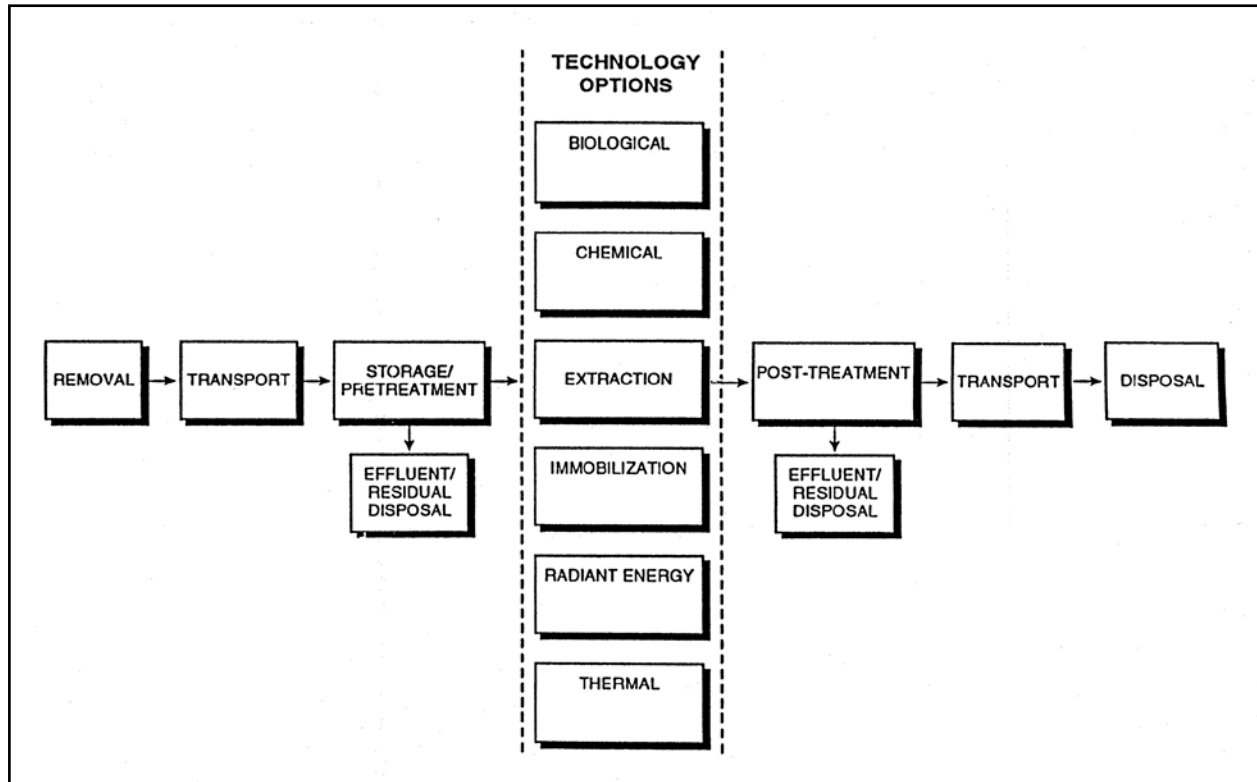 TECHNOLOGY
OPTIONS
BIOLOGICAL
CHEMICAL
REMOVAL
TRANSPORT
STORAGE/
PRETREATMENT
EXTRACTION
POST-TREATMENT
TRANSPORT
DISPOSAL
EFFLUENT/
RESIDUAL
DISPOSAL
IMMOBILIZATION
EFFLUENT/
RESIDUAL
DISPOSAL
RADIANT ENERGY
THERMAL